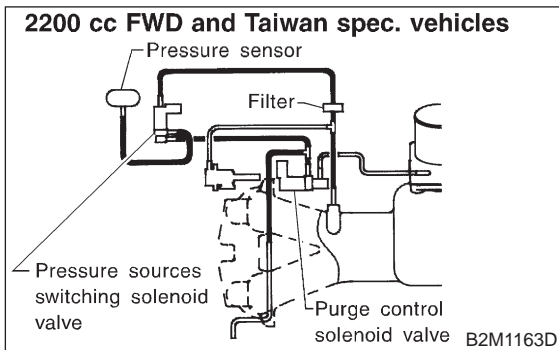 2200 cc FWD and Taiwan spec. vehicles
Pressure sensor
Filter
Pressure sources
switching solenoid
valve
Purge control
solenoid valve
B2M1163D